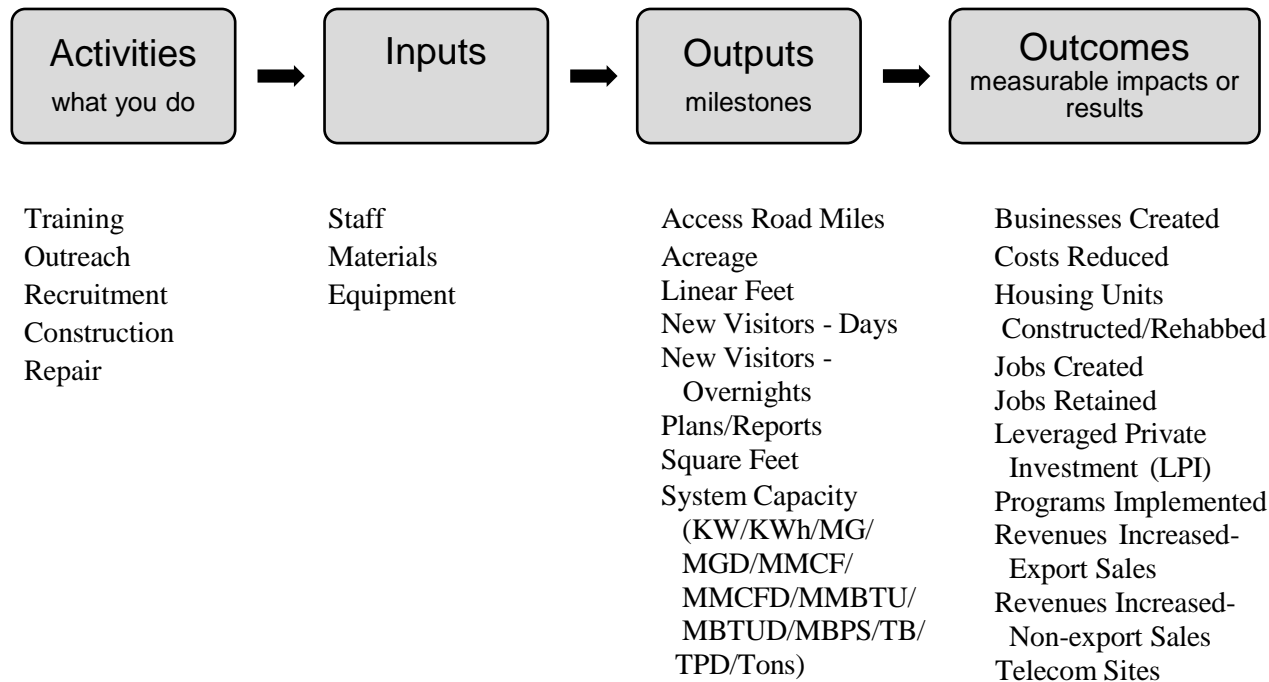 Activities
what you do
Inputs
Outputs
milestones
Outcomes
measurable impacts or
results
Training
Outreach
Recruitment
Construction
Repair
Staff
Materials
Equipment
Access Road Miles
Acreage
Linear Feet
New Visitors - Days
New Visitors -
Overnights
Plans/Reports
Square Feet
System Capacity
(KW/KWh/MG/
MGD/MMCF/
MMCFD/MMBTU/
MBTUD/MBPS/TB/
TPD/Tons)
Businesses Created
Costs Reduced
Housing Units
Constructed/Rehabbed
Jobs Created
Jobs Retained
Leveraged Private
Investment (LPI)
Programs Implemented
Revenues Increased-
Export Sales
Revenues Increased-
Non-export Sales
Telecom Sites